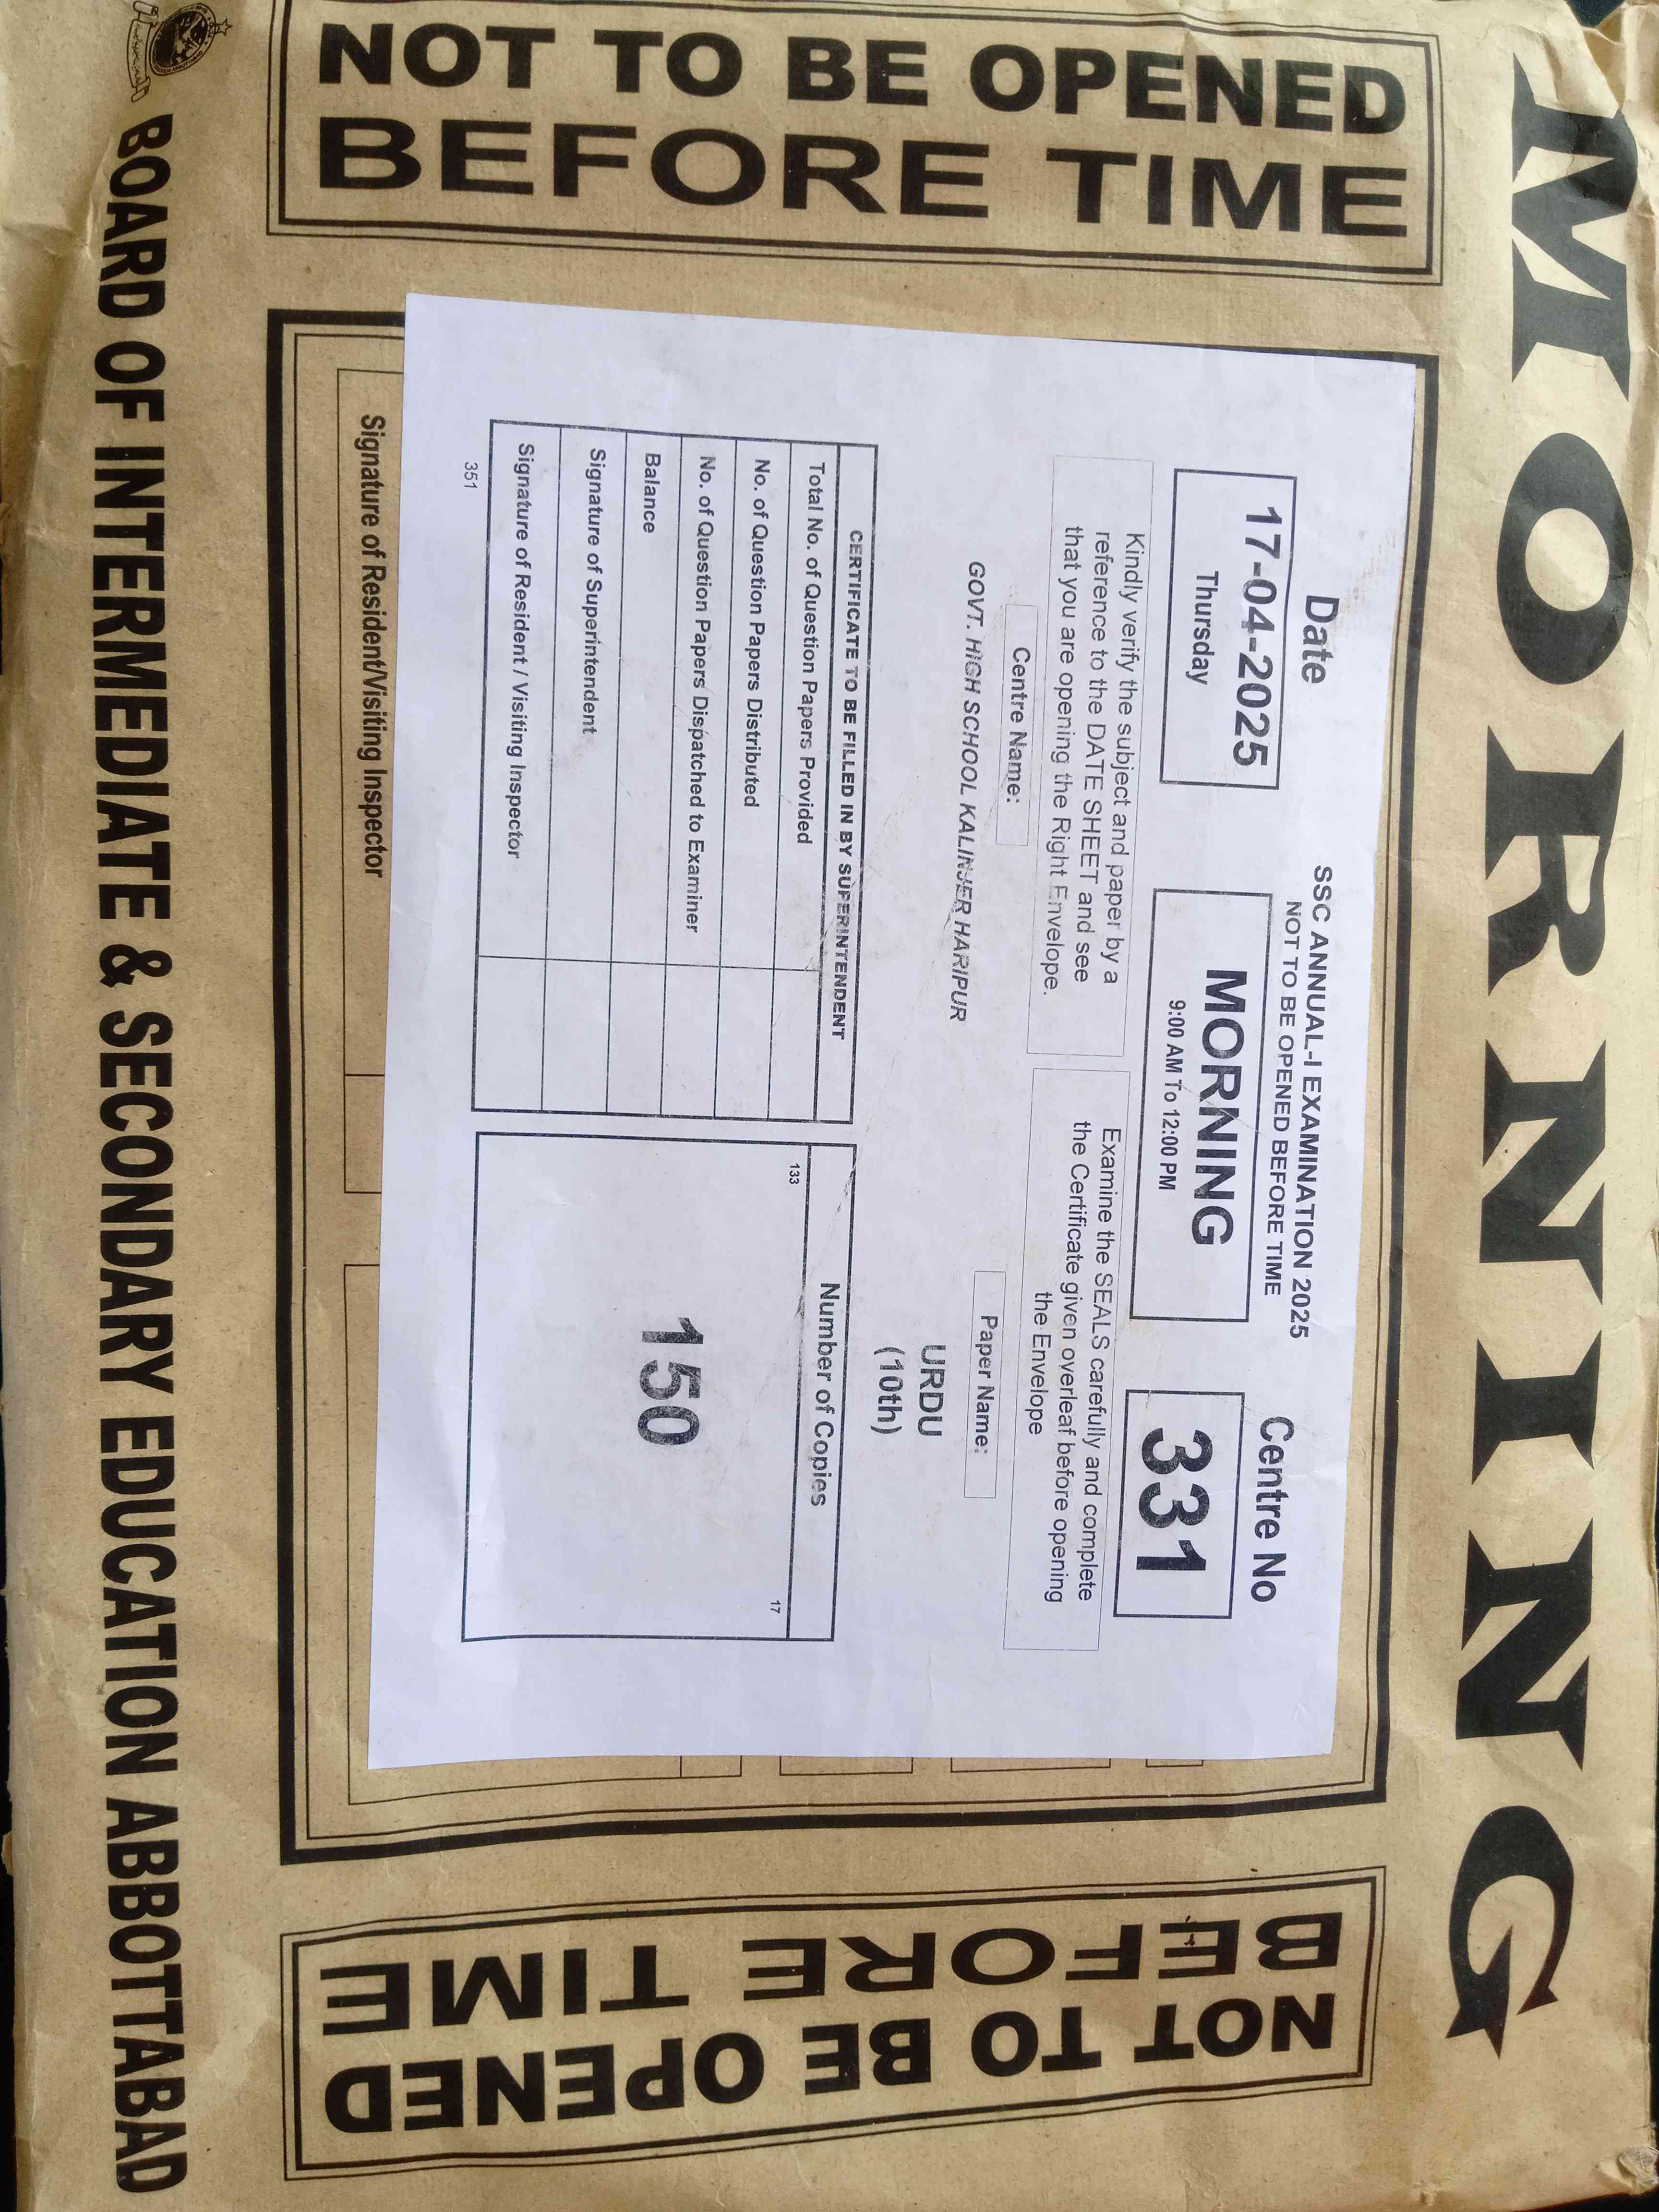 MORNING
NOT TO BE OPENED
BEFORE TIME
SSC ANNUAL-I EXAMINATION 2025
NOT TO BE OPENED BEFORE TIME
Date
17-04-2025
Thursday
MORNING
9:00 AM To 12:00 PM
Centre No
331
Kindly verify the subject and paper by a
reference to the DATE SHEET and see
that you are opening the Right Envelope.
Examine the SEALS carefully and complete
the Certificate given overleaf before opening
the Envelope
Centre Name:
GOVT. HIGH SCHOOL KALINJER HARIPUR
Paper Name:
URDU
(10th)
CERTIFICATE TO BE FILLED IN BY SUPERINTENDENT
Total No. of Question Papers Provided
No. of Question Papers Distributed
No. of Question Papers Dispatched to Examiner
Balance
Signature of Superintendent
Signature of Resident / Visiting Inspector
351
Number of Copies
133
17
150
Signature of Resident/Visiting Inspector
NOT TO BE OPENED
BEFORE TIME
BOARD OF INTERMEDIATE & SECONDARY EDUCATION ABBOTTABAD